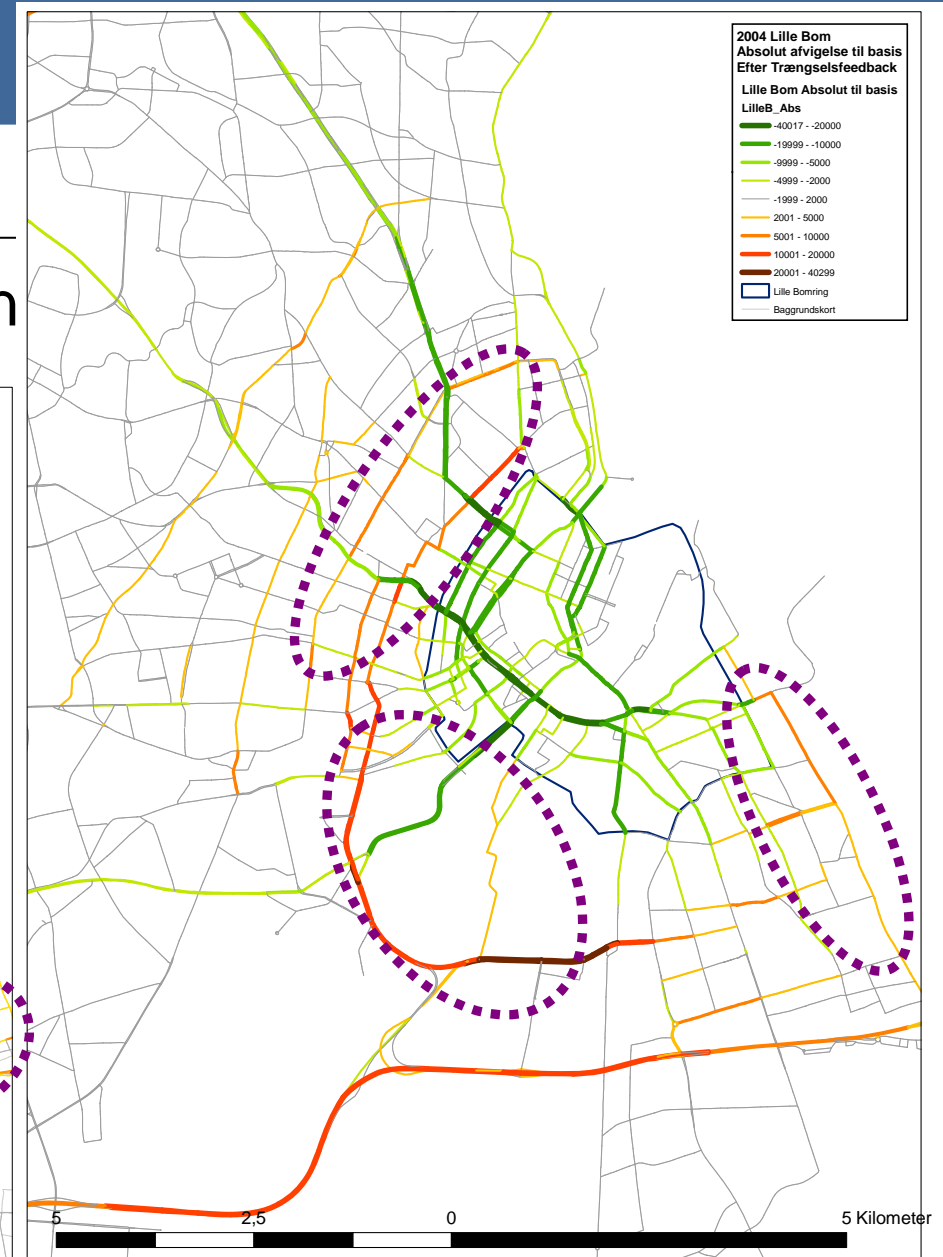 n
2004 Lille Bom
Absolut afvigelse til basis
Efter Trængselsfeedback
Lille Bom Absolut til basis
LilleB_Abs
-40017 - -20000
-19999 - -10000
-9999 - -5000
-4999 - -2000
-1999 - 2000
2001 - 5000
5001 - 10000
10001 - 20000
20001 - 40299
Lille Bomring
Baggrundskort
5 2,5 0 5 Kilometer